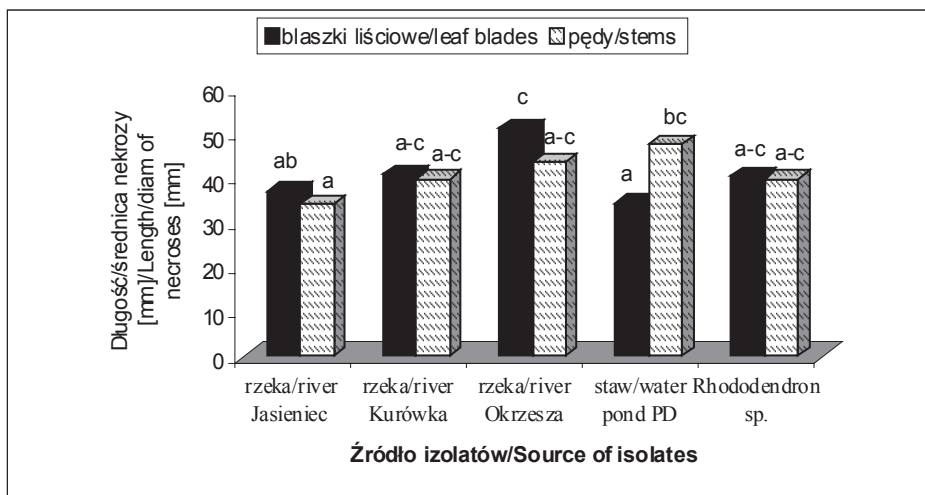 blaszki liściowe/leaf blades pędy/stems
Długość/średnica nekrozy
[mm]/Length/diam of
necroses [mm]
60
50
40
30
20
10
0
ab a a-c a-c c a-c a bc a-c a-c
rzeka/river rzeka/river rzeka/river staw/water Rhododendron
Jasieniec Kurówka Okrzesza pond PD sp.
Źródło izolatów/Source of isolates